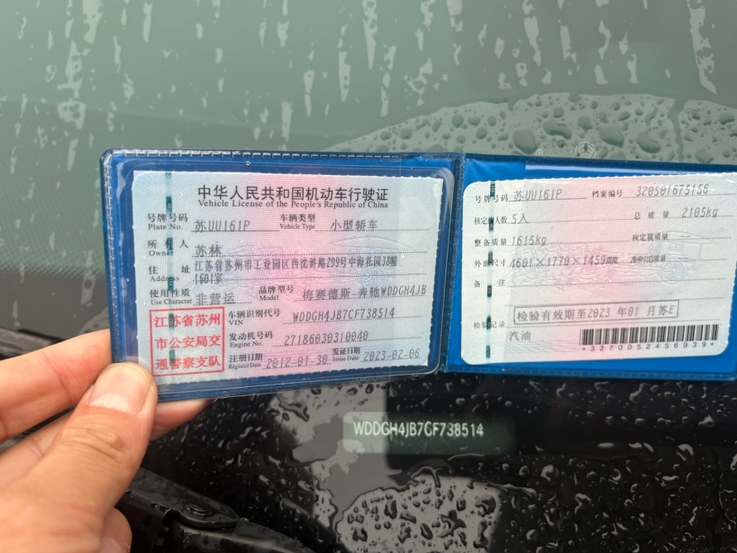 中华人民共和国机动车行驶证
Vehicle License of the People's Republic of China
号牌号码 苏UU161P 车辆类型 小型轿车
Plate No. Vehicle Type
所有人 苏林
Owner
住址 江苏省苏州市工业园区西沈浒路299号中海花园38幢
Address 1601室
使用性质 非营运 品牌型号 梅赛德斯-奔驰WDDGH4JB
Use Character Model
江苏省苏州
市公安局交
通警察支队
车辆识别代号 WDDGH4JB7CF738514
VIN
发动机号码 27186030310040
Engine No.
注册日期 2012-01-30 发证日期 2023-02-06
Register Date Issue Date
号牌号码 苏UU161P 档案编号 320501675156
核定载人数 5人 总质量 2105kg
整备质量 1615kg 核定载质量
外廓尺寸 4601×1770×1459mm
备注
检验有效期至2023年01月苏E
检验记录
汽油
*3270052456939*
WDDGH4JB7CF738514